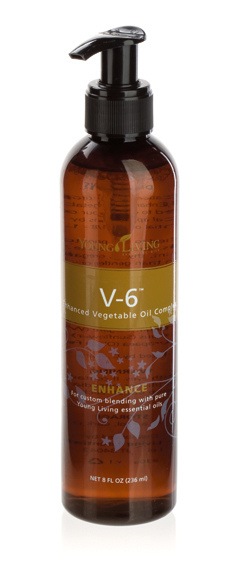 YOUNG LIVING
V-6™
Enhanced Vegetable Oil Complex
ENHANCE
For custom blending with pure
Young Living essential oils
NET 8 FL OZ (236 ml)